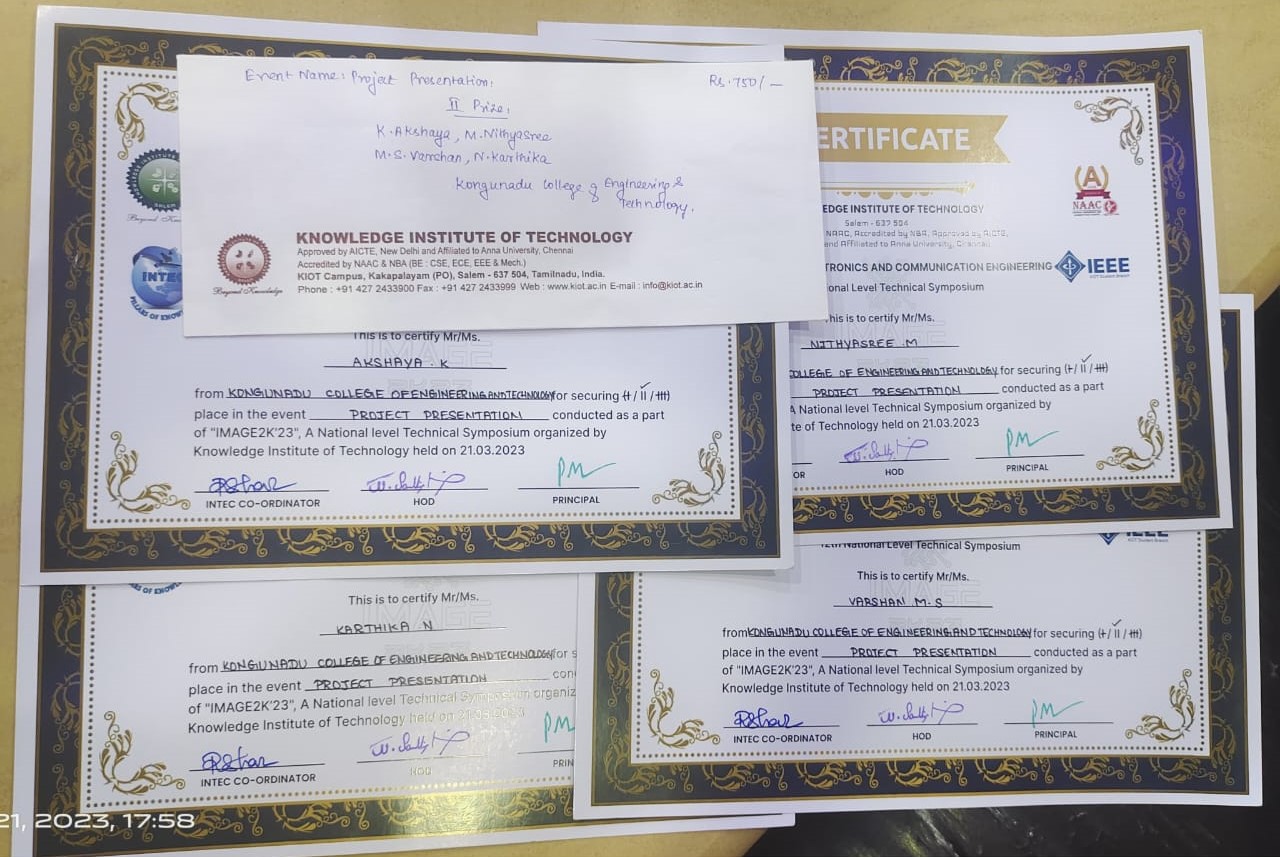 Event Name: Project Presentation.
Rs. 750/-
II Prize.
K. Akshaya, M. Nithyasree
M.S. Varshan, N. Karthika
Kongunadu College of Engineering &
Technology.
KNOWLEDGE INSTITUTE OF TECHNOLOGY
Approved by AICTE, New Delhi and Affiliated to Anna University, Chennai
Accredited by NAAC & NBA (BE : CSE, ECE, EEE & Mech.)
KIOT Campus, Kakapalayam (PO), Salem - 637 504, Tamilnadu, India.
Phone : +91 427 2433900 Fax : +91 427 2433999 Web : www.kiot.ac.in E-mail : info@kiot.ac.in
Beyond Knowledge
INTEC
This is to certify Mr/Ms.
AKSHAYA . K
from KONGUNADU COLLEGE OF ENGINEERING AND TECHNOLOGY for securing (I / II / III)
place in the event PROJECT PRESENTATION conducted as a part
of "IMAGE2K'23", A National level Technical Symposium organized by
Knowledge Institute of Technology held on 21.03.2023
INTEC CO-ORDINATOR
HOD
PRINCIPAL
ERTIFICATE
EDGE INSTITUTE OF TECHNOLOGY
Salem - 637 504
NAAC, Accredited by NBA, Approved by AICTE,
and Affiliated to Anna University, Chennai
A
NAAC
TRONICS AND COMMUNICATION ENGINEERING
IEEE
onal Level Technical Symposium
his is to certify Mr/Ms.
NITHYASREE .M
COLLEGE OF ENGINEERING AND TECHNOLOGY for securing (I / II / III)
PROJECT PRESENTATION conducted as a part
A National level Technical Symposium organized by
te of Technology held on 21.03.2023
OR
HOD
PRINCIPAL
This is to certify Mr/Ms.
KARTHIKA N
from KONGUNADU COLLEGE OF ENGINEERING AND TECHNOLOGY for s
place in the event PROJECT PRESENTATION con
of "IMAGE2K'23", A National level Technical Symposium organiz
Knowledge Institute of Technology held on 21.03.2023
INTEC CO-ORDINATOR
HOD
PRIN
12th National Level Technical Symposium
This is to certify Mr/Ms.
VARSHAN .M.S
from KONGUNADU COLLEGE OF ENGINEERING AND TECHNOLOGY for securing (I / II / III)
place in the event PROJECT PRESENTATION conducted as a part
of "IMAGE2K'23", A National level Technical Symposium organized by
Knowledge Institute of Technology held on 21.03.2023
INTEC CO-ORDINATOR
HOD
PRINCIPAL
21, 2023, 17:58